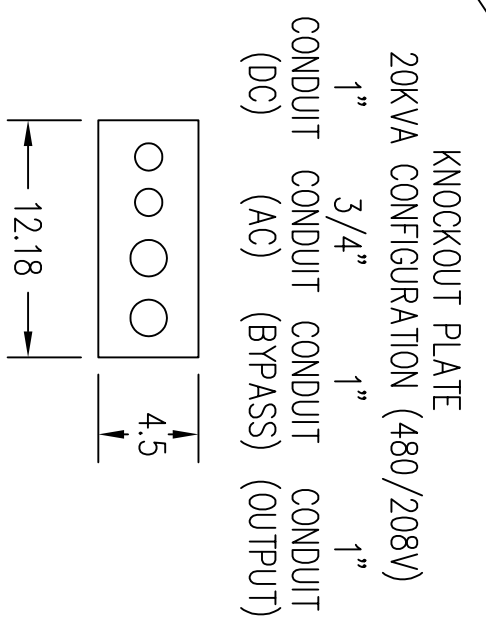 KNOCKOUT PLATE
20KVA CONFIGURATION (480/208V)
1" 3/4" 1" 1"
CONDUIT CONDUIT CONDUIT CONDUIT
(DC) (AC) (BYPASS) (OUTPUT)
4.5
12.18